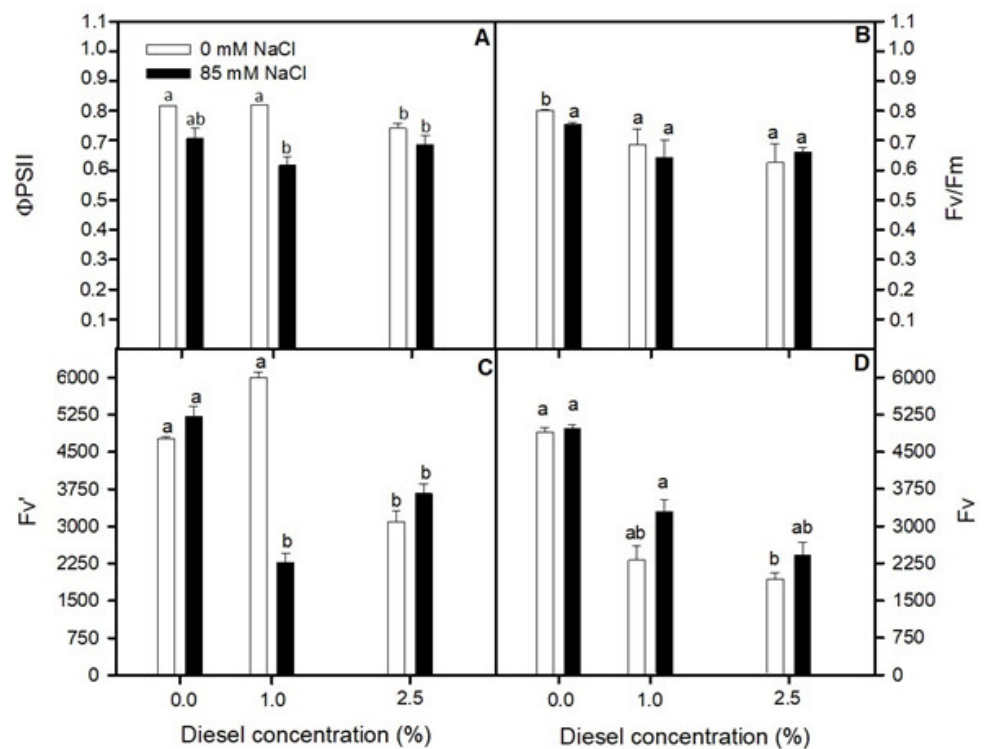 1.1 A B 1.1
1.0 0 mM NaCl 1.0
0.9 85 mM NaCl 0.9
0.8 a ab a b b b b a a a a a 0.8
0.7 0.7
0.6 0.6
0.5 0.5
0.4 0.4
0.3 0.3
0.2 0.2
0.1 0.1
ΦPSII
Fv/Fm
C D
6000 a a a b b b a a ab a b ab 6000
5250 5250
4500 4500
3750 3750
3000 3000
2250 2250
1500 1500
750 750
0 0
Fv'
Fv
0.0 1.0 2.5 0.0 1.0 2.5
Diesel concentration (%) Diesel concentration (%)